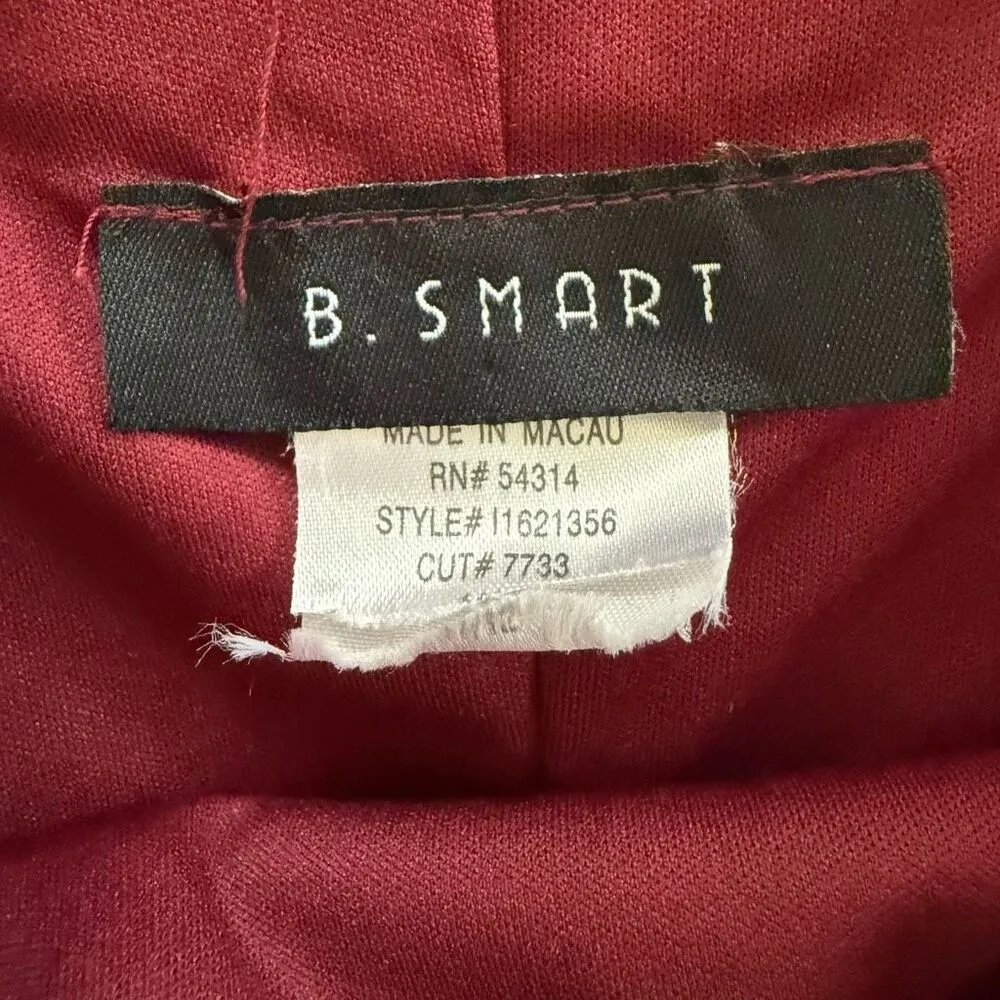 B. SMART
MADE IN MACAU
RN# 54314
STYLE# I1621356
CUT# 7733